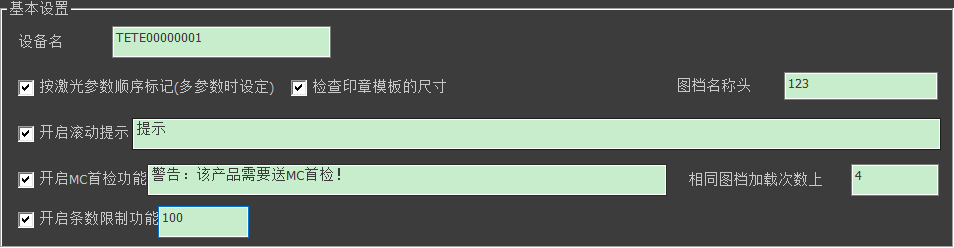 基本设置
设备名 TETE00000001
按激光参数顺序标记(多参数时设定) 检查印章模板的尺寸 图档名称头 123
开启滚动提示 提示
开启MC首检功能 警告：该产品需要送MC首检！ 相同图档加载次数上 4
开启条数限制功能 100